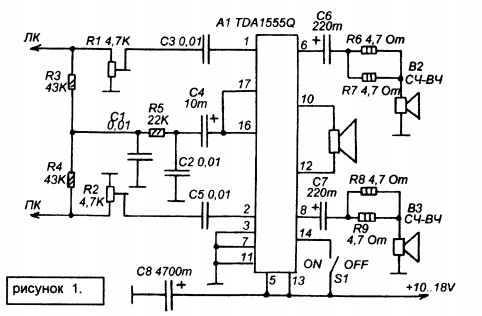 A1 TDA1555Q
ЛК
R1 4,7K
C3 0,01
1
6
C6
220m
+
R6 4,7 Om
B2
СЧ-ВЧ
R3
43K
17
R7 4,7 Om
C1
0,01
R5
22K
C4
10m
+
16
10
R4
43K
R2
4,7K
C2 0,01
C5 0,01
12
C7
220m
+
R8 4,7 Om
B3
СЧ-ВЧ
ПК
2
8
R9
4,7 Om
3
7
11
14
ON
OFF
S1
рисунок 1.
C8 4700m
+
5
13
+10..18V